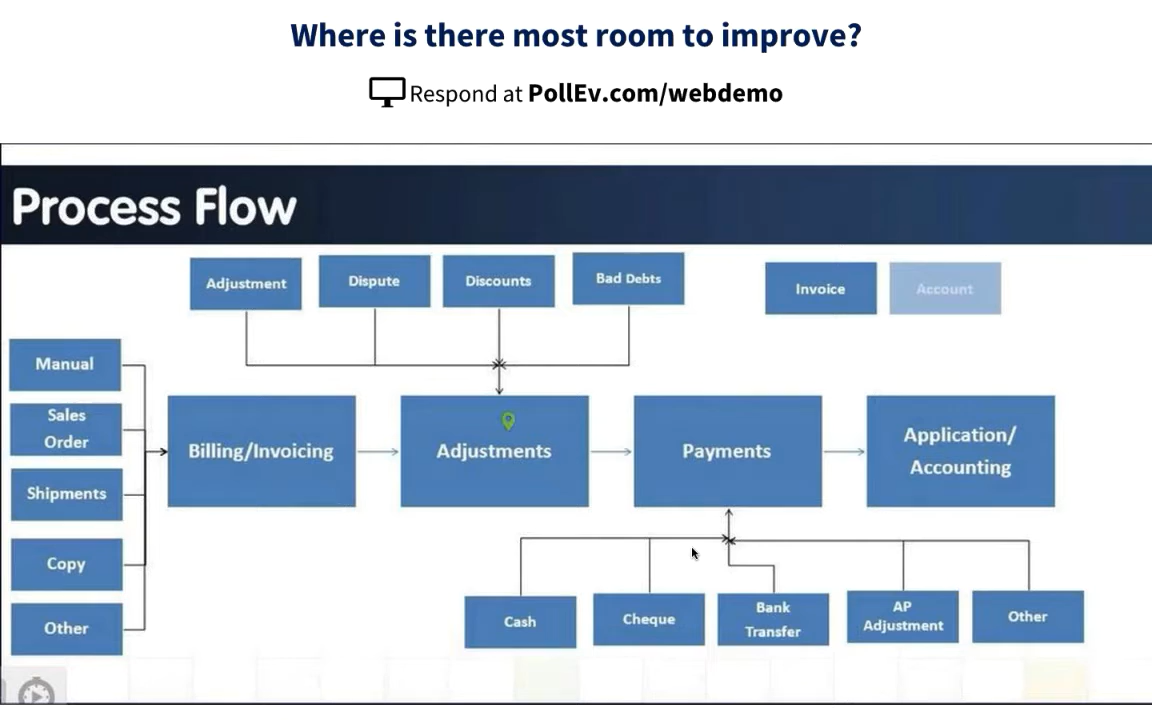 Where is there most room to improve?
Respond at PollEv.com/webdemo
Process Flow
Adjustment
Dispute
Discounts
Bad Debts
Invoice
Account
Manual
Sales
Order
Shipments
Copy
Other
Billing/Invoicing
Adjustments
Payments
Application/
Accounting
Cash
Cheque
Bank
Transfer
AP
Adjustment
Other